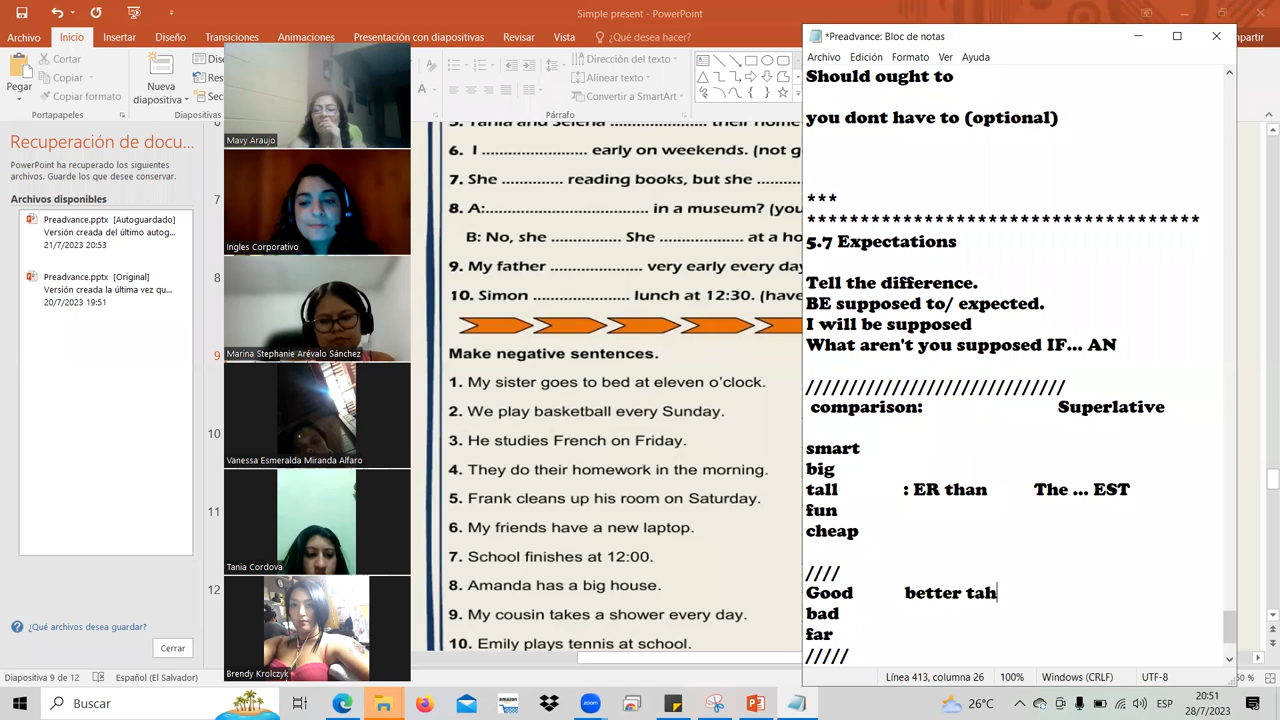 Archivo Inicio Insertar Diseño Transiciones Animaciones Presentación con diapositivas Revisar Vista ¿Qué desea hacer?
Pegar
Cortar
Copiar formato
Portapapeles
Nueva
diapositiva
Diapositivas
Dirección del texto
Alinear texto
Convertir a SmartArt
Párrafo
Recuperación de docu...
PowerPoint ha recuperado los siguientes
archivos. Guarde los que desee conservar.
Archivos disponibles
Preadvance.pptx [Autoguardado]
Versión creada del último autog...
21/7/2023 20:53
Preadvance.pptx [Original]
Versión creada la última vez qu...
20/7/2023 19:51
¿Qué archivos desea guardar?
Cerrar
7
8
9
10
11
12
Mavy Araujo
Ingles Corporativo
Marina Stephanie Arévalo Sánchez
Vanessa Esmeralda Miranda Alfaro
Tania Cordova
Brendy Krolczyk
5. Tania and Selena .................... their home
6. I .................... early on weekends. (not g
7. She ............ reading books, but she ........
8. A:.............................. in a museum? (you
B: No, she ............. She ............... at a ho
9. My father ................. very early every day
10. Simon .................. lunch at 12:30. (have
Make negative sentences.
1. My sister goes to bed at eleven o'clock.
2. We play basketball every Sunday.
3. He studies French on Friday.
4. They do their homework in the morning.
5. Frank cleans up his room on Saturday.
6. My friends have a new laptop.
7. School finishes at 12:00.
8. Amanda has a big house.
9. My cousin takes a shower every day.
10. Emily plays tennis at school.
*Preadvance: Bloc de notas
Archivo Edición Formato Ver Ayuda
Should ought to
you dont have to (optional)
***
*************************************
5.7 Expectations
Tell the difference.
BE supposed to/ expected.
I will be supposed
What aren't you supposed IF... AN
//////////////////////////////
comparison: Superlative
smart
big
tall : ER than The ... EST
fun
cheap
////
Good better tah
bad
far
/////
Línea 413, columna 26 100% Windows (CRLF) UTF-8
Diapositiva 9 de 12 Español (El Salvador)
Buscar
zoom
26°C
ESP
20:51
28/7/2023